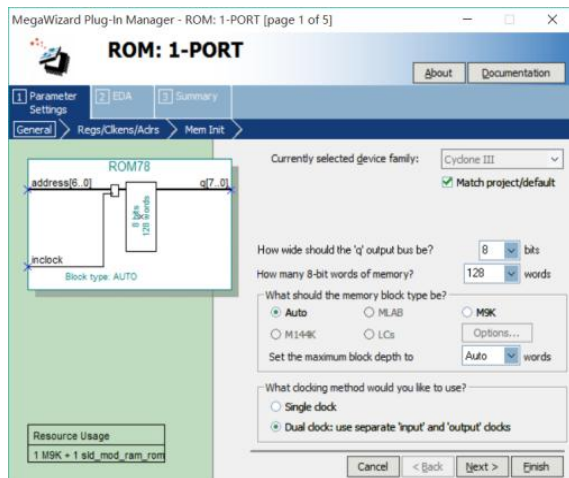 MegaWizard Plug-In Manager - ROM: 1-PORT [page 1 of 5]
ROM: 1-PORT
About Documentation
1 Parameter Settings 2 EDA 3 Summary
General Regs/Clkens/Adrs Mem Init
ROM78
address[6..0] q[7..0]
8 bits
128 words
inclock
Block type: AUTO
Currently selected device family: Cyclone III
Match project/default
How wide should the 'q' output bus be? 8 bits
How many 8-bit words of memory? 128 words
What should the memory block type be?
Auto MLAB M9K
M144K LCs Options...
Set the maximum block depth to Auto words
What clocking method would you like to use?
Single clock
Dual clock: use separate 'input' and 'output' clocks
Resource Usage
1 M9K + 1 sld_mod_ram_rom
Cancel < Back Next > Finish